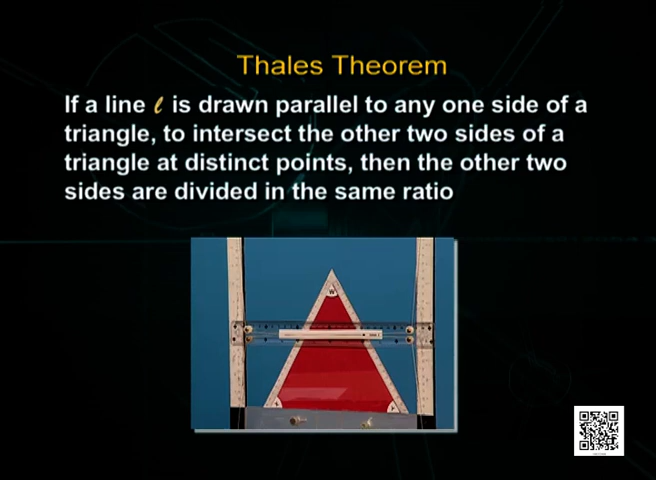 Thales Theorem
If a line ℓ is drawn parallel to any one side of a
triangle, to intersect the other two sides of a
triangle at distinct points, then the other two
sides are divided in the same ratio